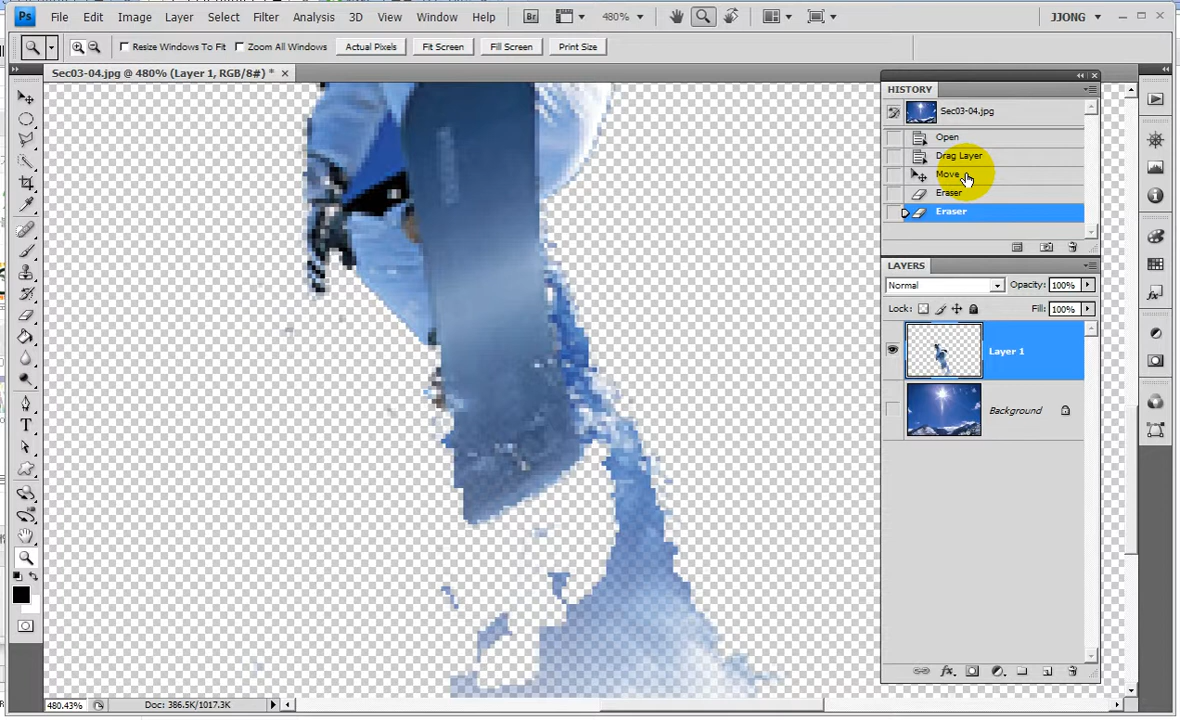 Ps File Edit Image Layer Select Filter Analysis 3D View Window Help Br 480% JJONG
Resize Windows To Fit Zoom All Windows Actual Pixels Fit Screen Fill Screen Print Size
Sec03-04.jpg @ 480% (Layer 1, RGB/8#) *
HISTORY
Sec03-04.jpg
Open
Drag Layer
Move
Eraser
Eraser
LAYERS
Normal Opacity: 100%
Lock: Fill: 100%
Layer 1
Background
T
fx
480.43% Doc: 386.5K/1017.3K